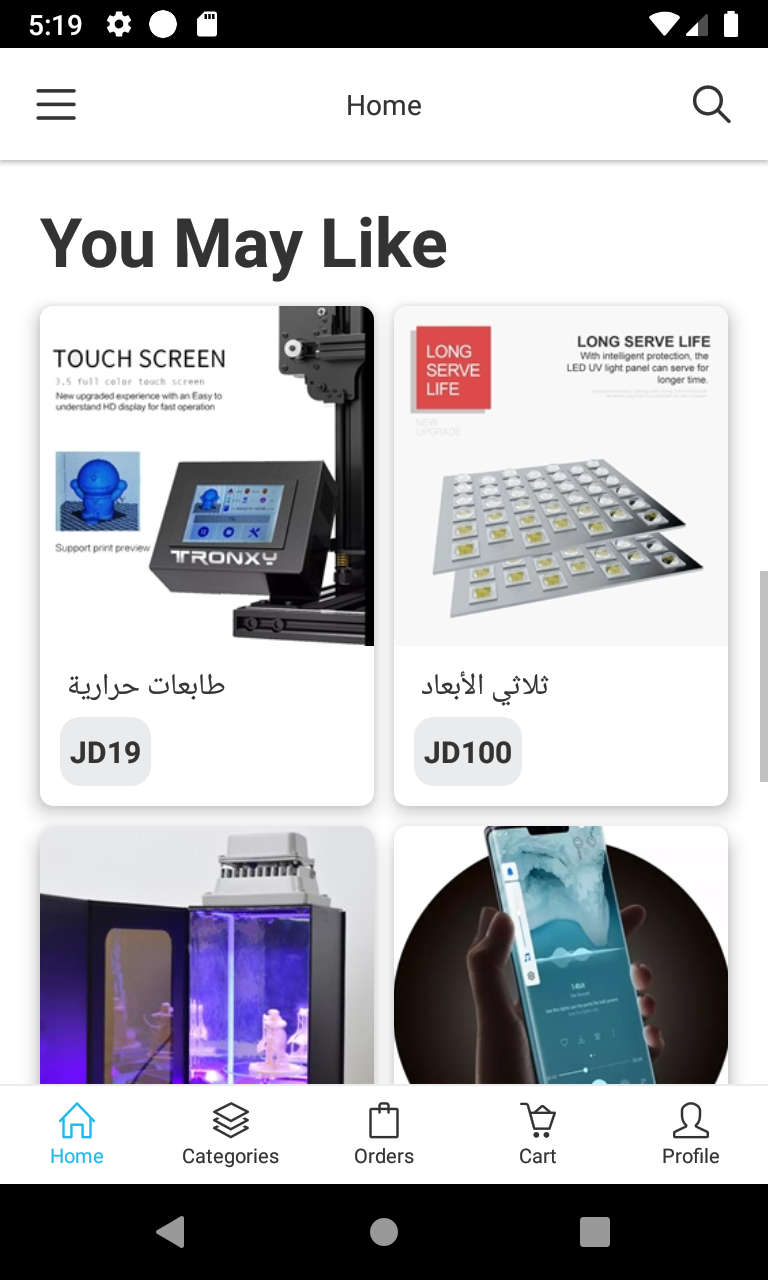 5:19
Home
You May Like
TOUCH SCREEN
3.5 full color touch screen
New upgraded experience with an Easy to
understand HD display for fast operation
Support print preview
TRONXY
طابعات حرارية
JD19
LONG
SERVE
LIFE
NEW
UPGRADE
LONG SERVE LIFE
With intelligent protection, the
LED UV light panel can serve for
longer time.
ثلاثي الأبعاد
JD100
Home
Categories
Orders
Cart
Profile